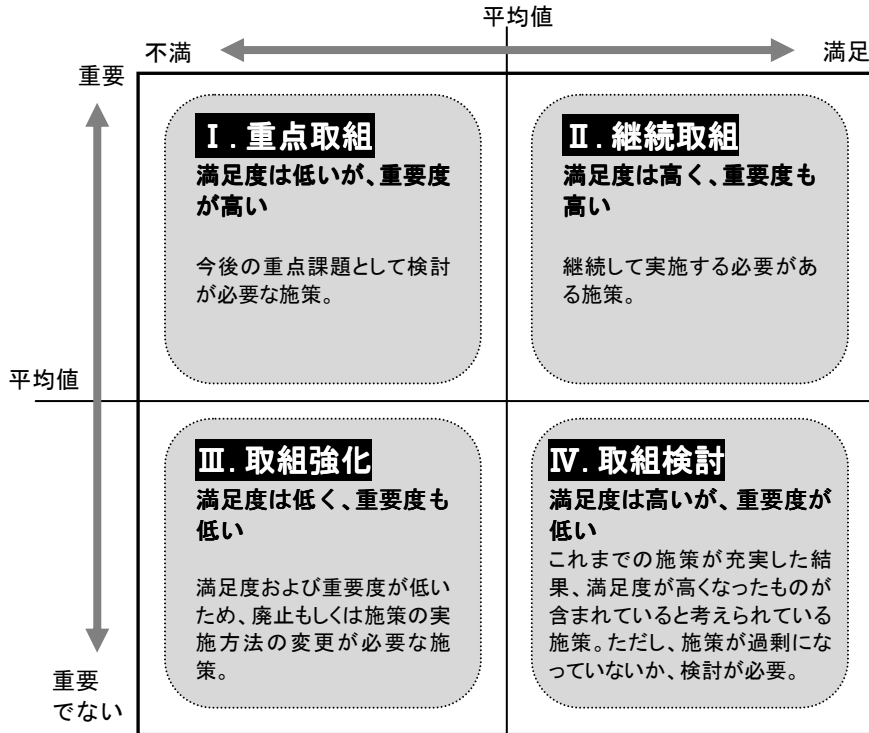 平均値
不満
満足
重要
Ⅰ.重点取組
満足度は低いが、重要度
が高い
今後の重点課題として検討
が必要な施策。
Ⅱ.継続取組
満足度は高く、重要度も
高い
継続して実施する必要があ
る施策。
平均値
Ⅲ.取組強化
満足度は低く、重要度も
低い
満足度および重要度が低い
ため、廃止もしくは施策の実
施方法の変更が必要な施
策。
Ⅳ.取組検討
満足度は高いが、重要度が
低い
これまでの施策が充実した結
果、満足度が高くなったものが
含まれていると考えられている
施策。ただし、施策が過剰にな
っていないか、検討が必要。
重要
でない